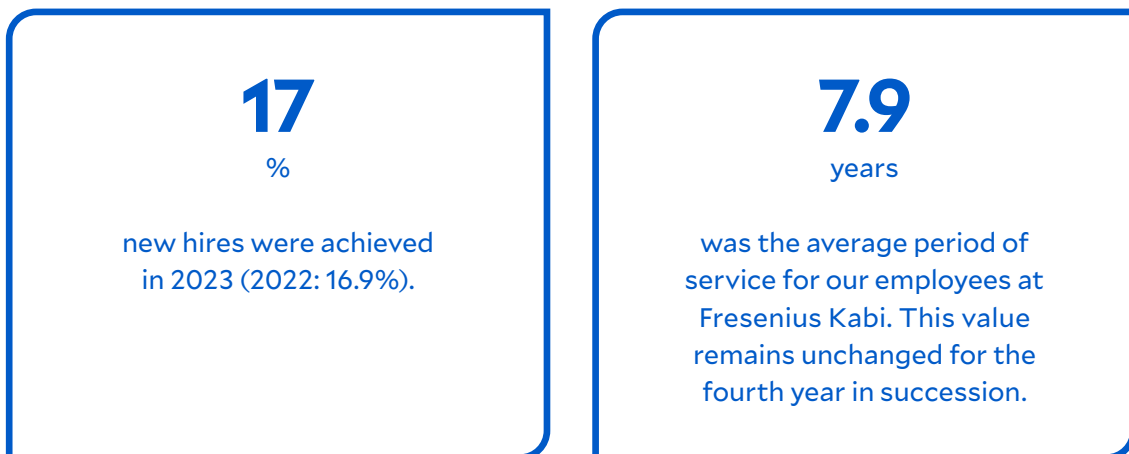 17
%
new hires were achieved
in 2023 (2022: 16.9%).
7.9
years
was the average period of
service for our employees at
Fresenius Kabi. This value
remains unchanged for the
fourth year in succession.